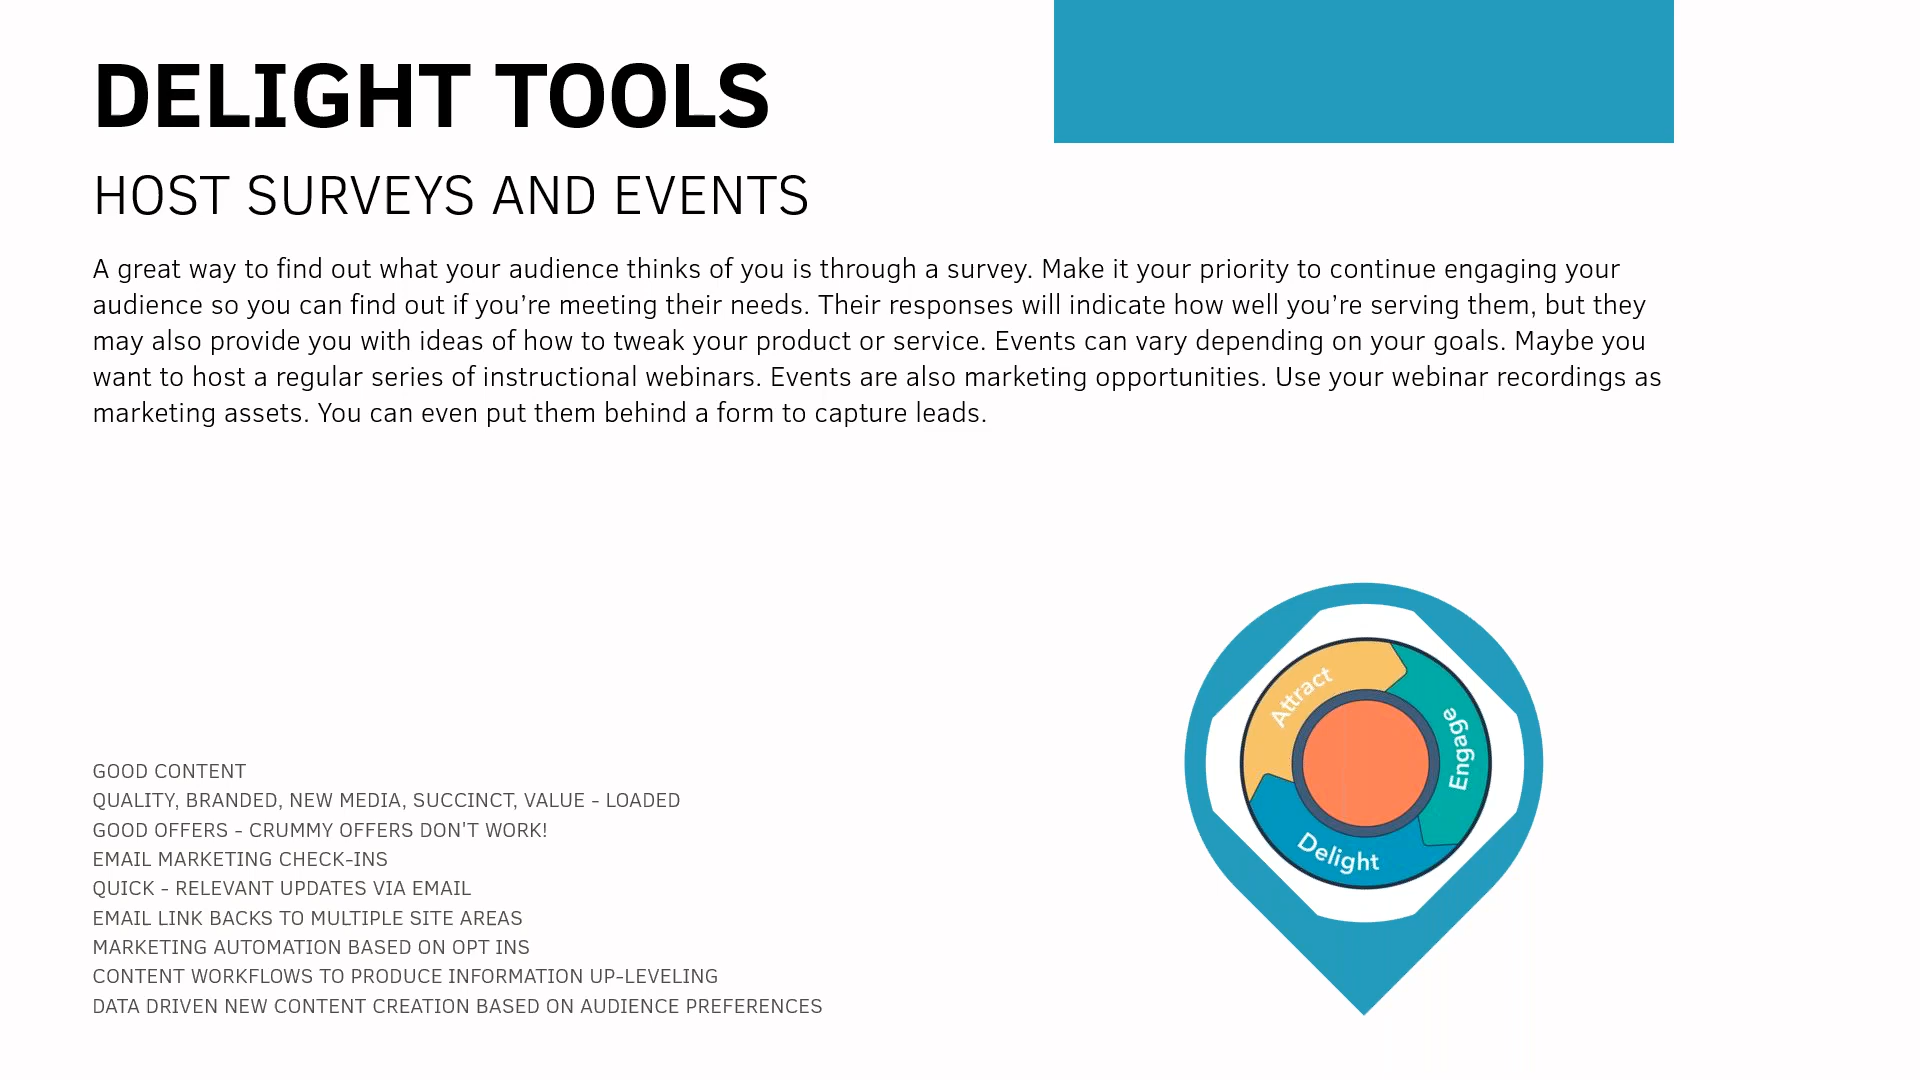 DELIGHT TOOLS
HOST SURVEYS AND EVENTS
A great way to find out what your audience thinks of you is through a survey. Make it your priority to continue engaging your
audience so you can find out if you’re meeting their needs. Their responses will indicate how well you’re serving them, but they
may also provide you with ideas of how to tweak your product or service. Events can vary depending on your goals. Maybe you
want to host a regular series of instructional webinars. Events are also marketing opportunities. Use your webinar recordings as
marketing assets. You can even put them behind a form to capture leads.
Attract
Engage
Delight
GOOD CONTENT
QUALITY, BRANDED, NEW MEDIA, SUCCINCT, VALUE - LOADED
GOOD OFFERS - CRUMMY OFFERS DON'T WORK!
EMAIL MARKETING CHECK-INS
QUICK - RELEVANT UPDATES VIA EMAIL
EMAIL LINK BACKS TO MULTIPLE SITE AREAS
MARKETING AUTOMATION BASED ON OPT INS
CONTENT WORKFLOWS TO PRODUCE INFORMATION UP-LEVELING
DATA DRIVEN NEW CONTENT CREATION BASED ON AUDIENCE PREFERENCES